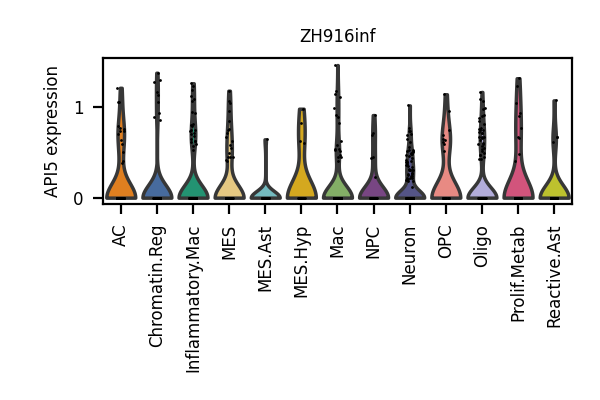 ZH916inf
API5 expression
1
0
AC
Chromatin.Reg
Inflammatory.Mac
MES
MES.Ast
MES.Hyp
Mac
NPC
Neuron
OPC
Oligo
Prolif.Metab
Reactive.Ast